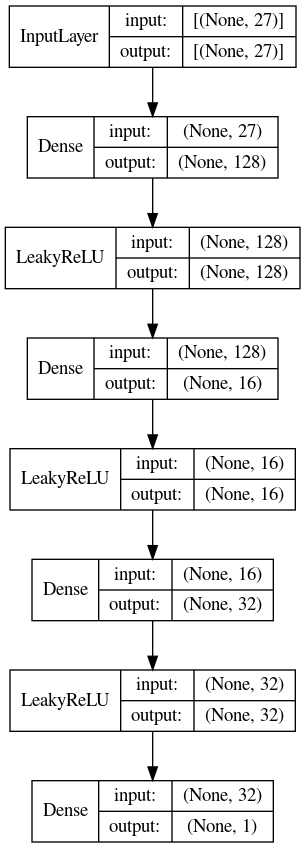 InputLayer
input: [(None, 27)]
output: [(None, 27)]
Dense
input: (None, 27)
output: (None, 128)
LeakyReLU
input: (None, 128)
output: (None, 128)
Dense
input: (None, 128)
output: (None, 16)
LeakyReLU
input: (None, 16)
output: (None, 16)
Dense
input: (None, 16)
output: (None, 32)
LeakyReLU
input: (None, 32)
output: (None, 32)
Dense
input: (None, 32)
output: (None, 1)